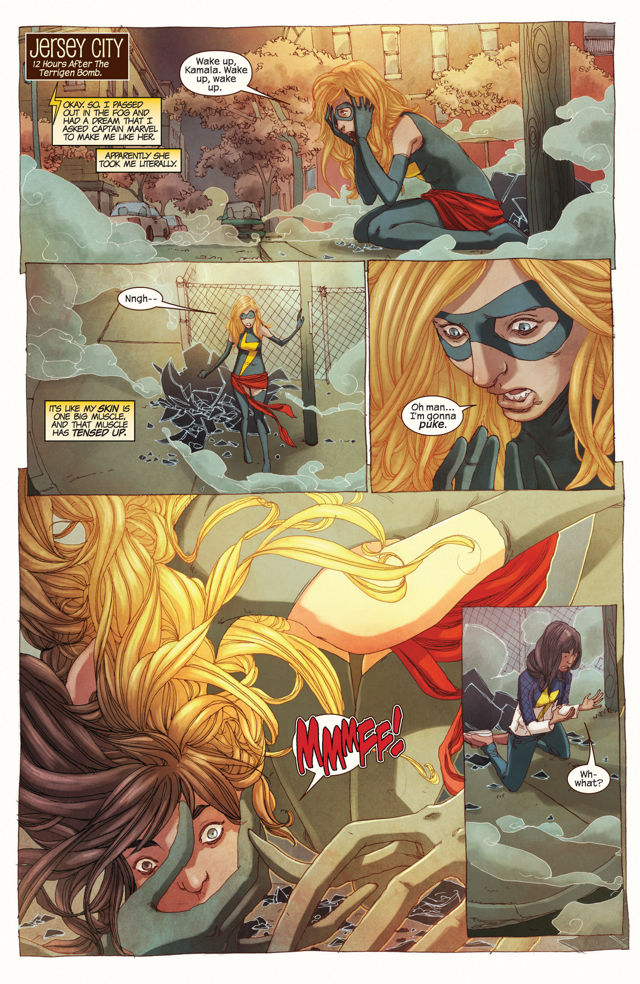 JERSEY CITY
12 Hours After The
Terrigen Bomb.
OKAY. SO. I PASSED
OUT IN THE FOG AND
HAD A DREAM THAT I
ASKED CAPTAIN MARVEL
TO MAKE ME LIKE HER.
APPARENTLY SHE
TOOK ME LITERALLY.
Wake up,
Kamala. Wake
up, wake
up.
Nngh--
IT'S LIKE MY SKIN IS
ONE BIG MUSCLE,
AND THAT MUSCLE
HAS TENSED UP.
Oh man...
I'm gonna
puke.
MMMFF!
Wh-
what?